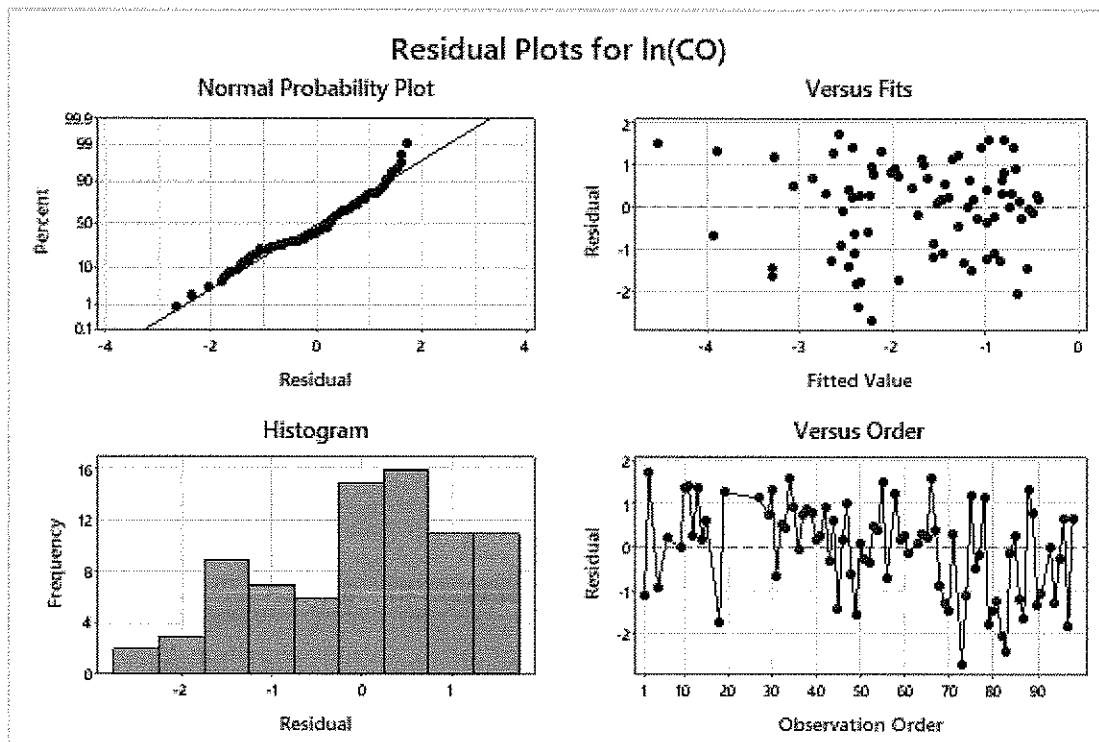 Residual Plots for ln(CO)
Normal Probability Plot
99.9
99
90
50
10
1
0.1
Percent
-4 -2 0 2 4
Residual
Versus Fits
2
1
0
-1
-2
Residual
-4 -3 -2 -1 0
Fitted Value
Histogram
16
12
8
4
0
Frequency
-2 -1 0 1
Residual
Versus Order
2
1
0
-1
-2
Residual
1 10 20 30 40 50 60 70 80 90
Observation Order